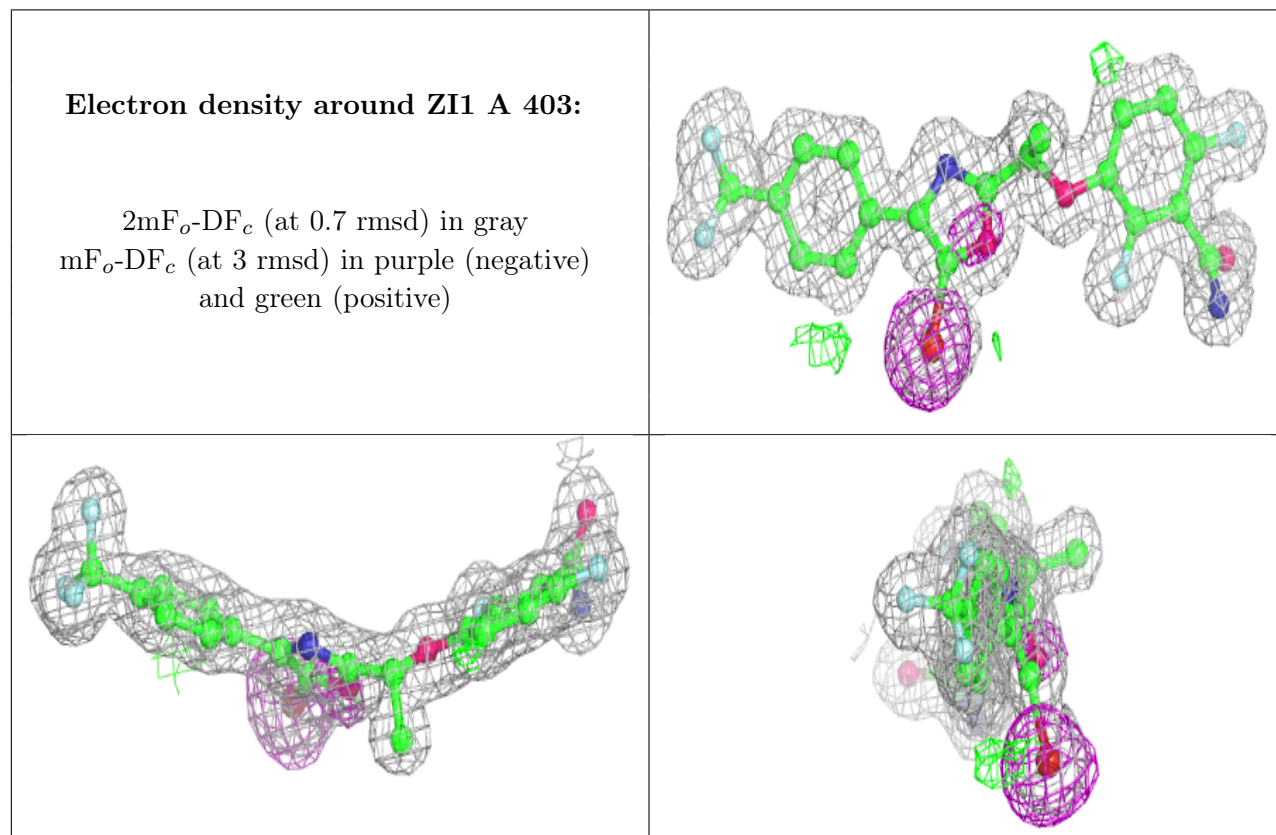 Electron density around ZI1 A 403:
2mFo-DFc (at 0.7 rmsd) in gray
mFo-DFc (at 3 rmsd) in purple (negative)
and green (positive)